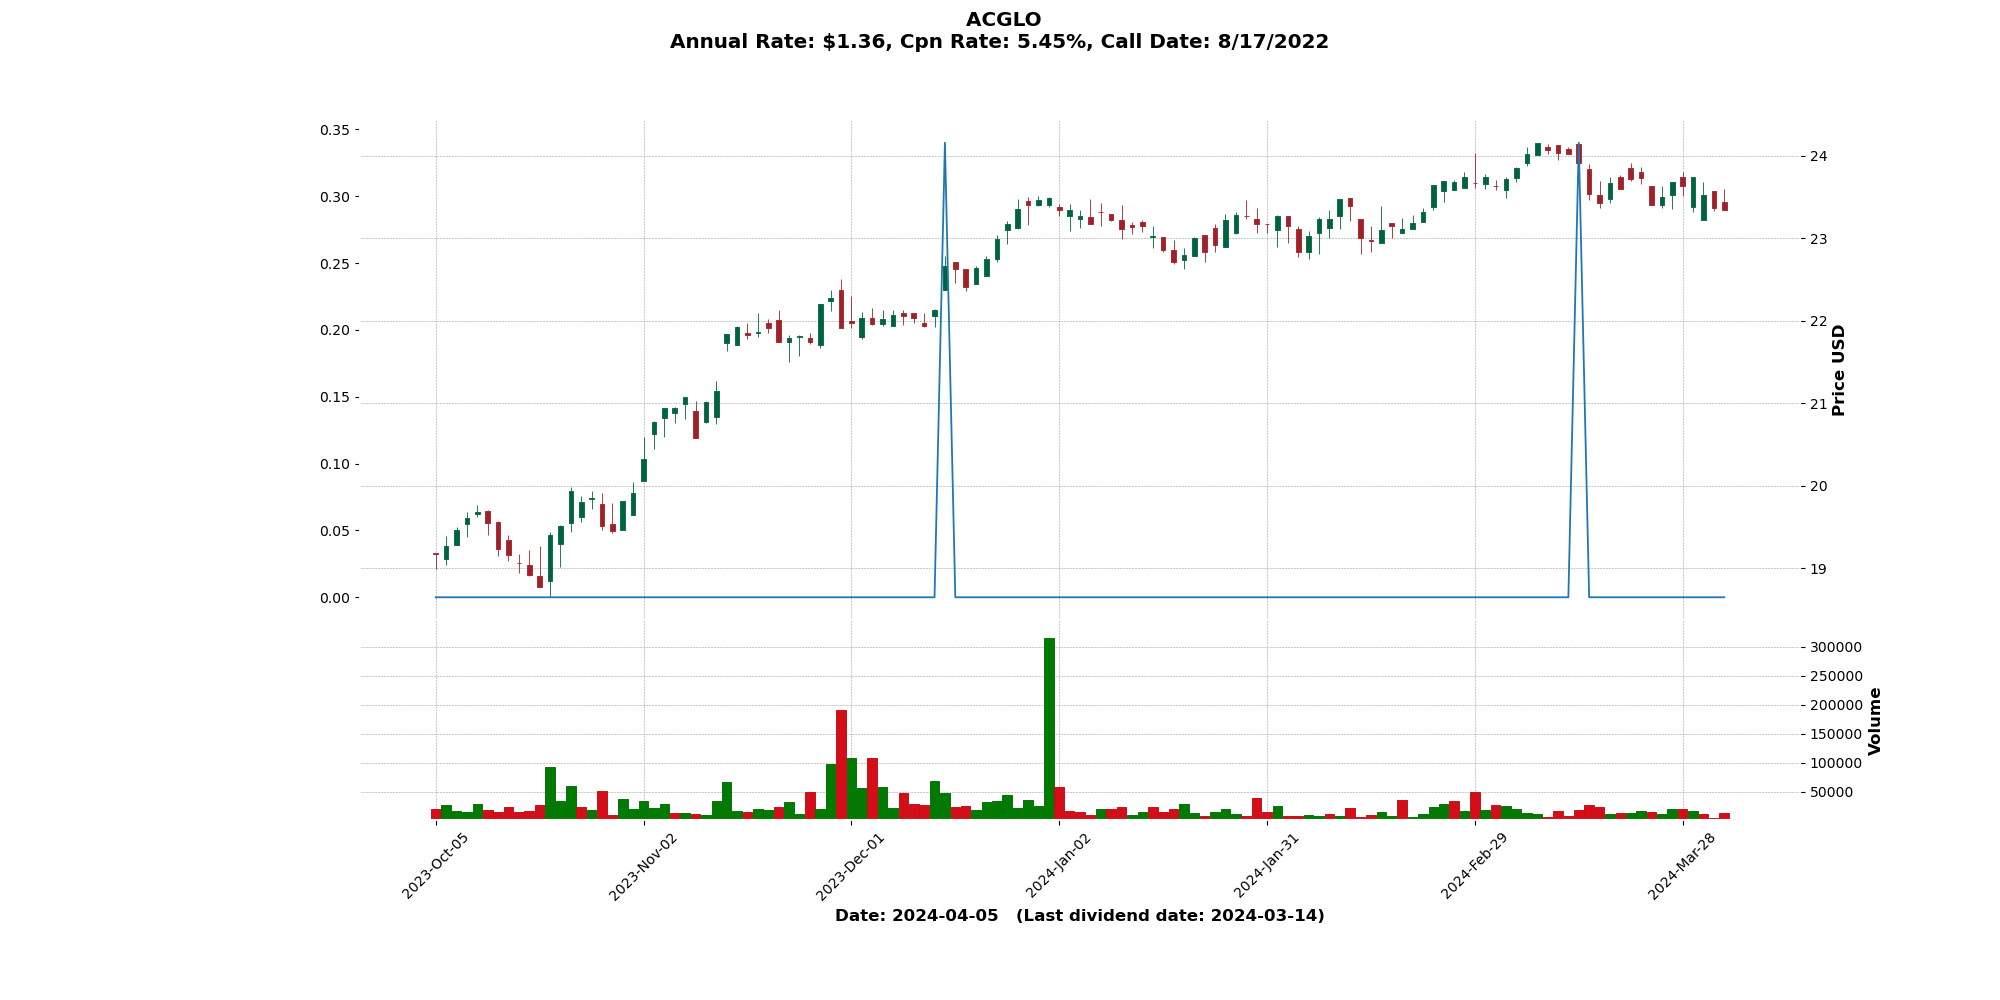 ACGLO
Annual Rate: $1.36, Cpn Rate: 5.45%, Call Date: 8/17/2022
0.35
0.30
0.25
0.20
0.15
0.10
0.05
0.00
24
23
22
21
20
19
Price USD
300000
250000
200000
150000
100000
50000
Volume
2023-Oct-05
2023-Nov-02
2023-Dec-01
2024-Jan-02
2024-Jan-31
2024-Feb-29
2024-Mar-28
Date: 2024-04-05 (Last dividend date: 2024-03-14)